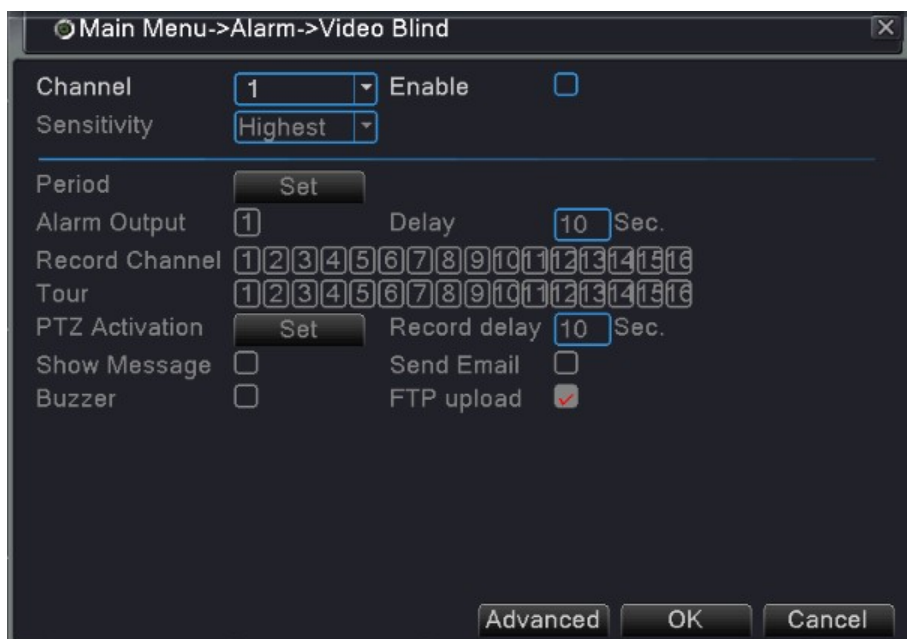 Main Menu->Alarm->Video Blind
Channel 1 Enable
Sensitivity Highest
Period Set
Alarm Output 1 Delay 10 Sec.
Record Channel 1 2 3 4 5 6 7 8 9 10 11 12 13 14 15 16
Tour 1 2 3 4 5 6 7 8 9 10 11 12 13 14 15 16
PTZ Activation Set Record delay 10 Sec.
Show Message Send Email
Buzzer FTP upload
Advanced OK Cancel